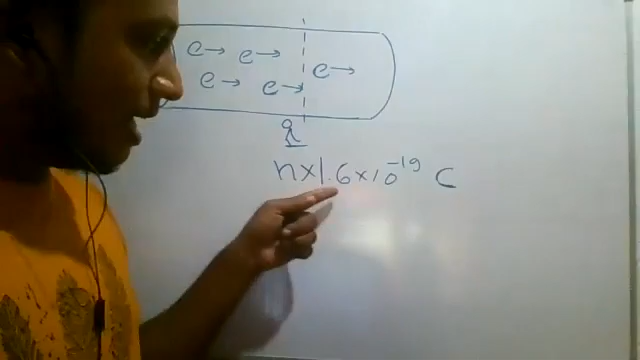 e→ e→ e→
e→ e→
q
n×1.6×10⁻¹⁹ C